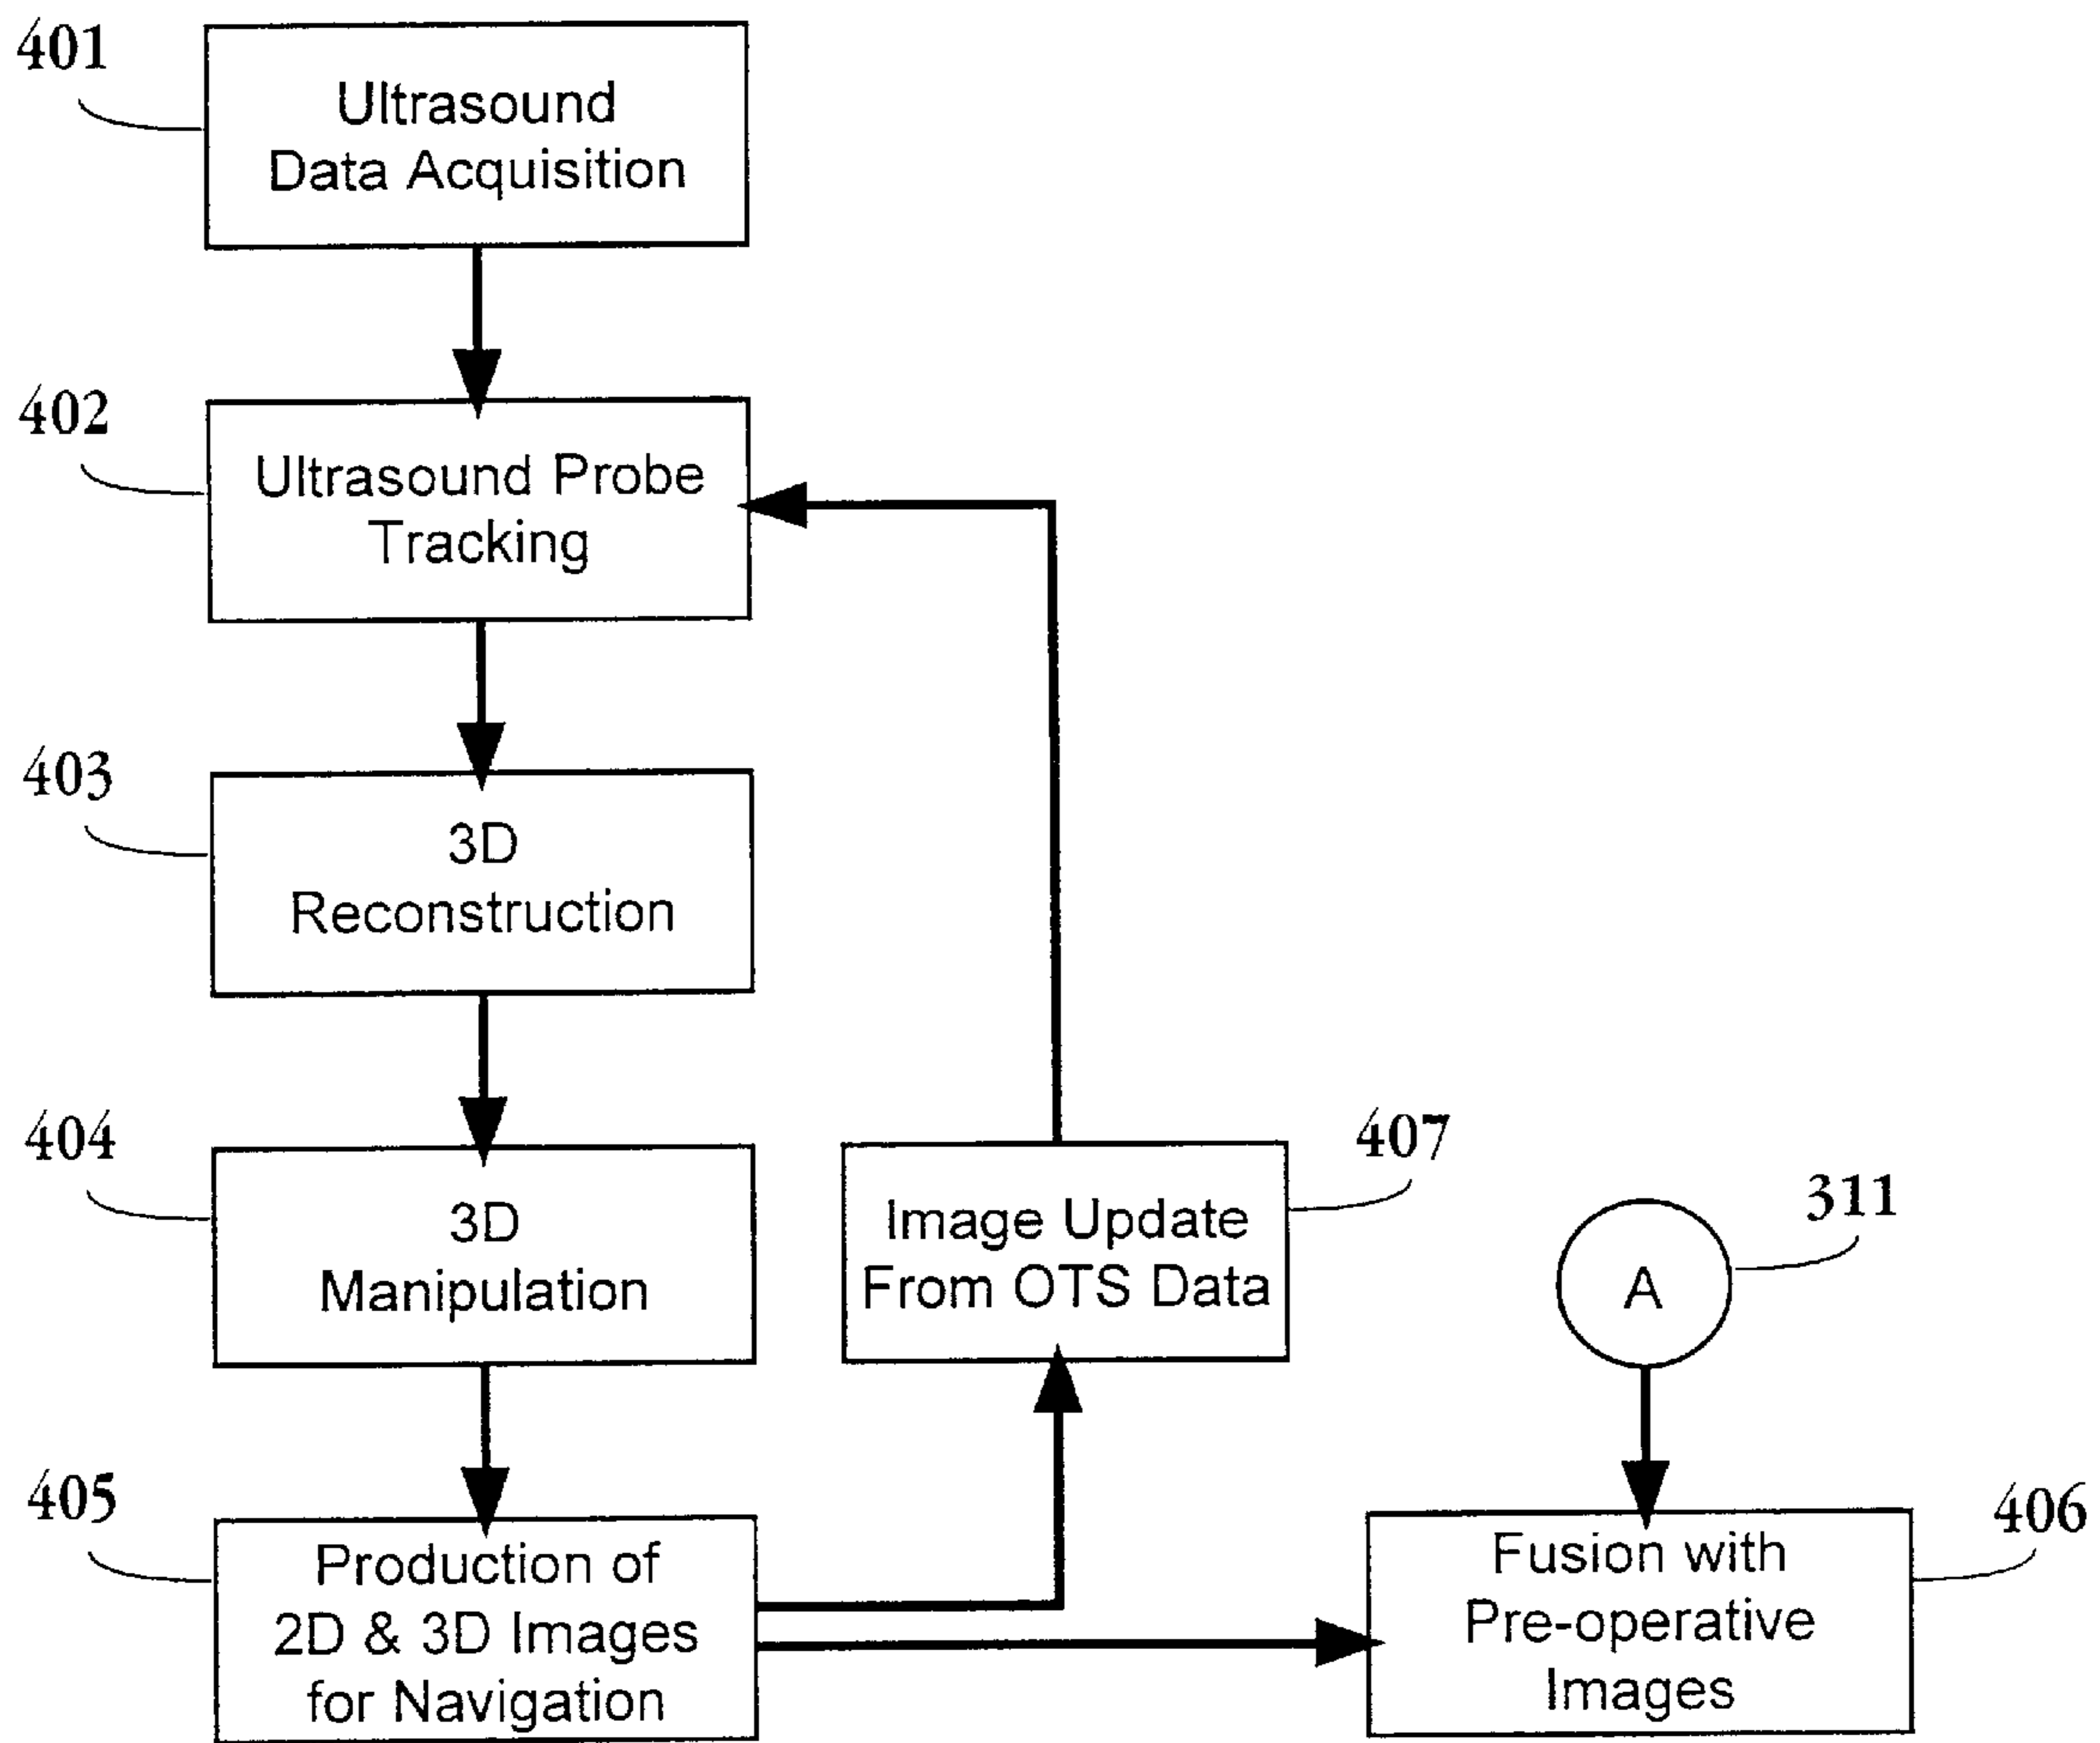 401
Ultrasound
Data Acquisition
402
Ultrasound Probe
Tracking
403
3D
Reconstruction
404
3D
Manipulation
407
Image Update
From OTS Data
311
A
405
Production of
2D & 3D Images
for Navigation
406
Fusion with
Pre-operative
Images